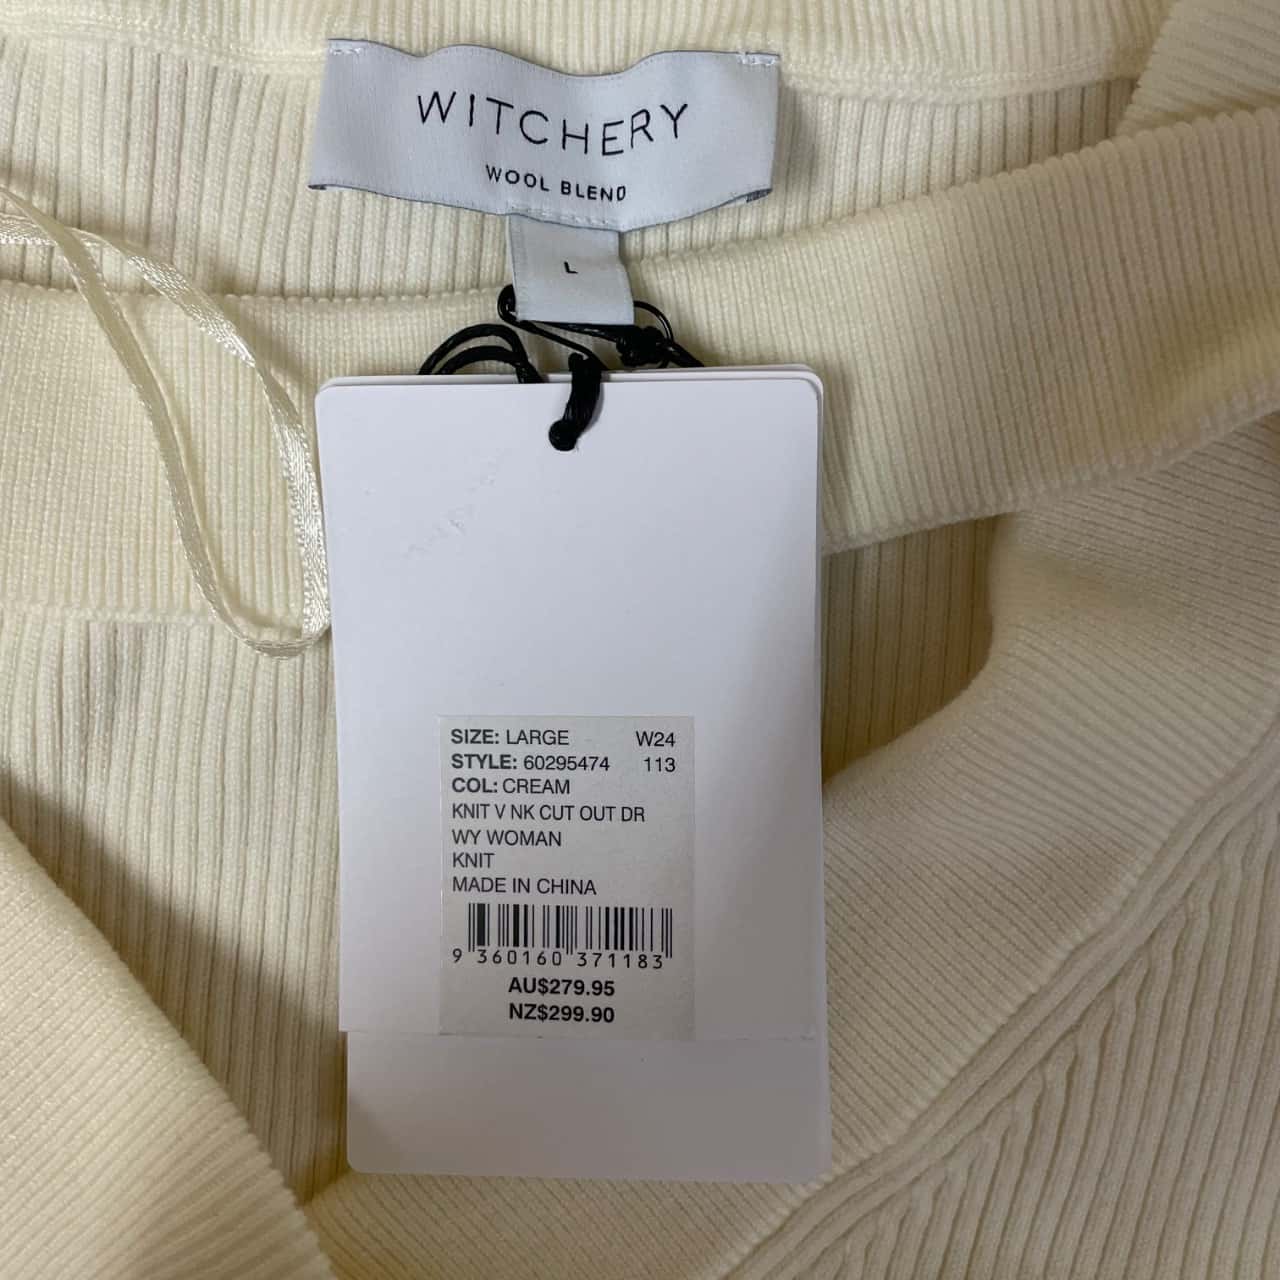 WITCHERY
WOOL BLEND
L
SIZE: LARGE W24
STYLE: 60295474 113
COL: CREAM
KNIT V NK CUT OUT DR
WY WOMAN
KNIT
MADE IN CHINA
9 360160 371183
AU$279.95
NZ$299.90